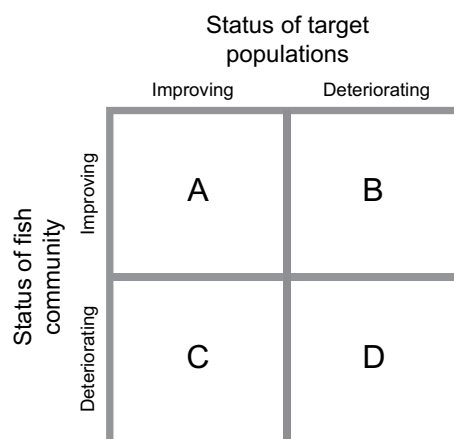 Status of target
populations
Improving
Deteriorating
Status of fish
community
Improving
Deteriorating
A
B
C
D